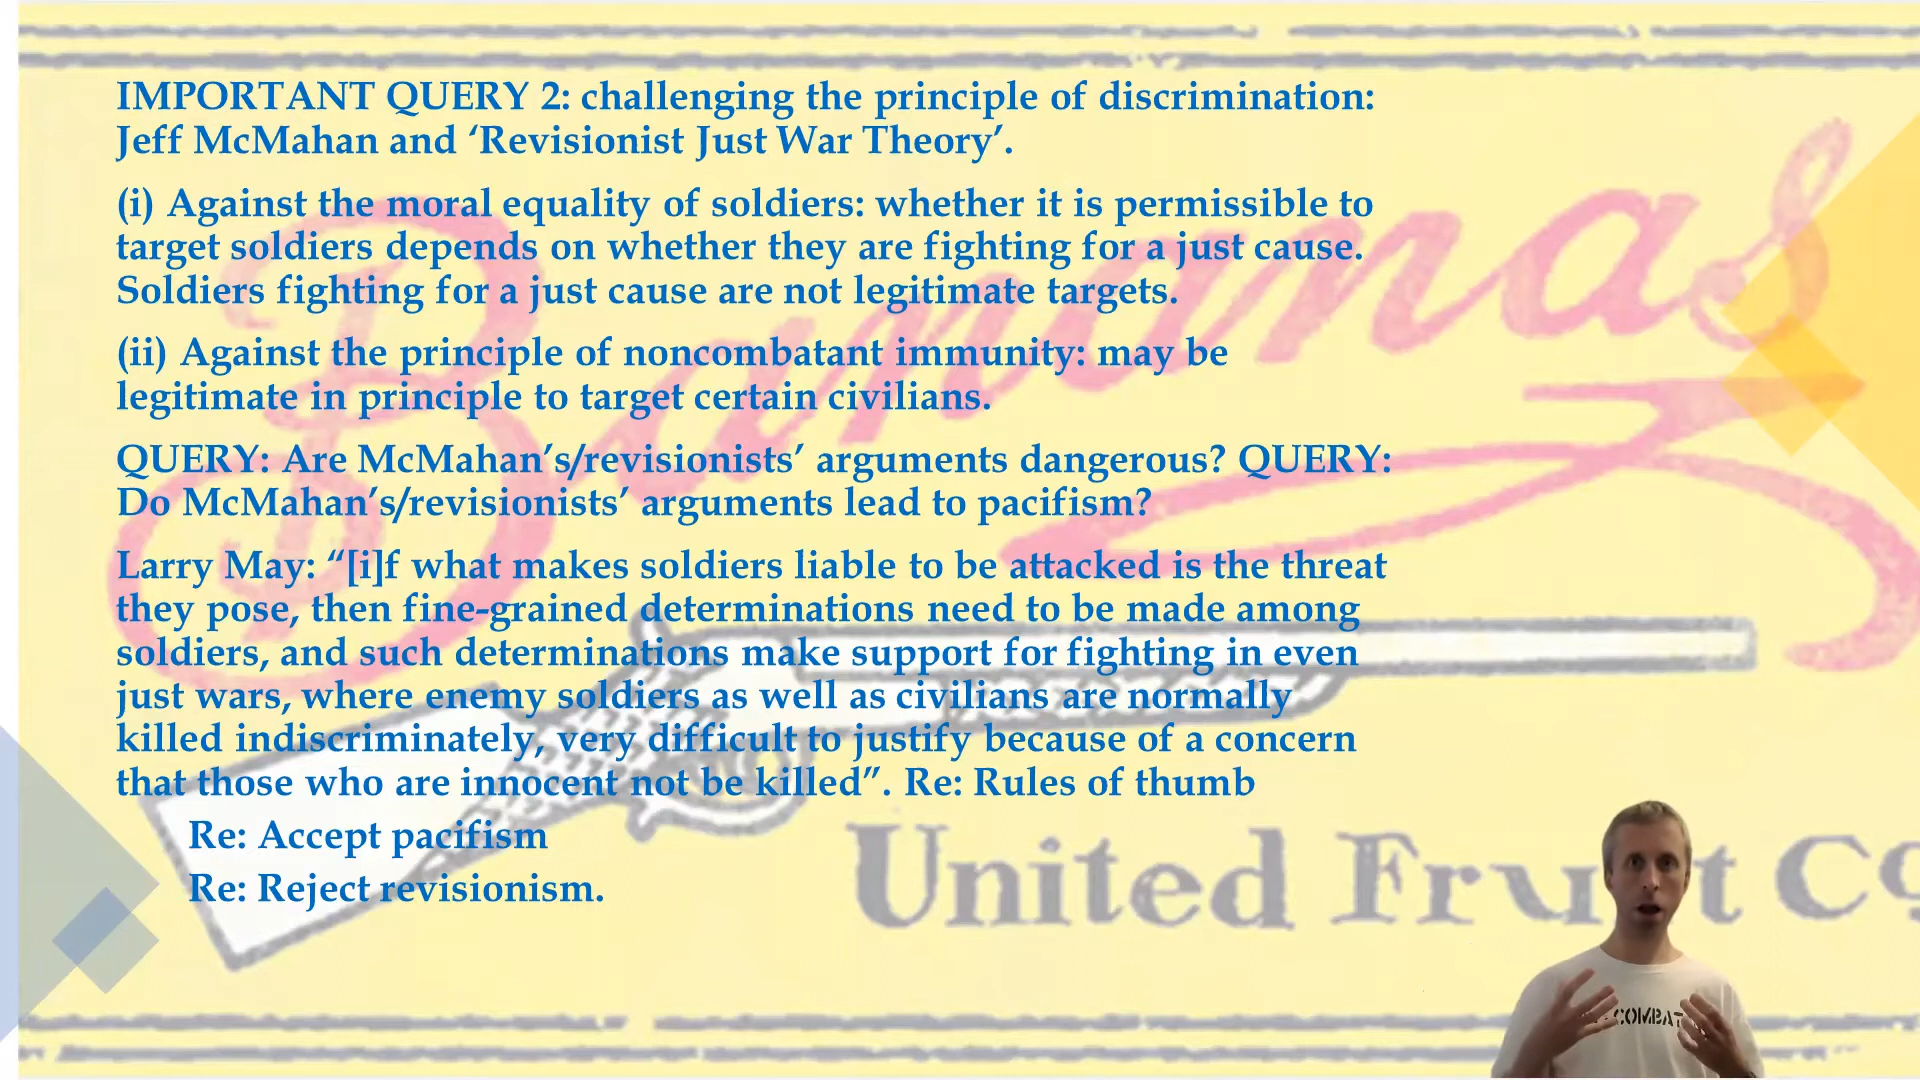 IMPORTANT QUERY 2: challenging the principle of discrimination:
Jeff McMahan and ‘Revisionist Just War Theory’.
(i) Against the moral equality of soldiers: whether it is permissible to
target soldiers depends on whether they are fighting for a just cause.
Soldiers fighting for a just cause are not legitimate targets.
(ii) Against the principle of noncombatant immunity: may be
legitimate in principle to target certain civilians.
QUERY: Are McMahan’s/revisionists’ arguments dangerous? QUERY:
Do McMahan’s/revisionists’ arguments lead to pacifism?
Larry May: “[i]f what makes soldiers liable to be attacked is the threat
they pose, then fine-grained determinations need to be made among
soldiers, and such determinations make support for fighting in even
just wars, where enemy soldiers as well as civilians are normally
killed indiscriminately, very difficult to justify because of a concern
that those who are innocent not be killed”. Re: Rules of thumb
Re: Accept pacifism
Re: Reject revisionism.
Bananas
United Fruit Co
COMBAT